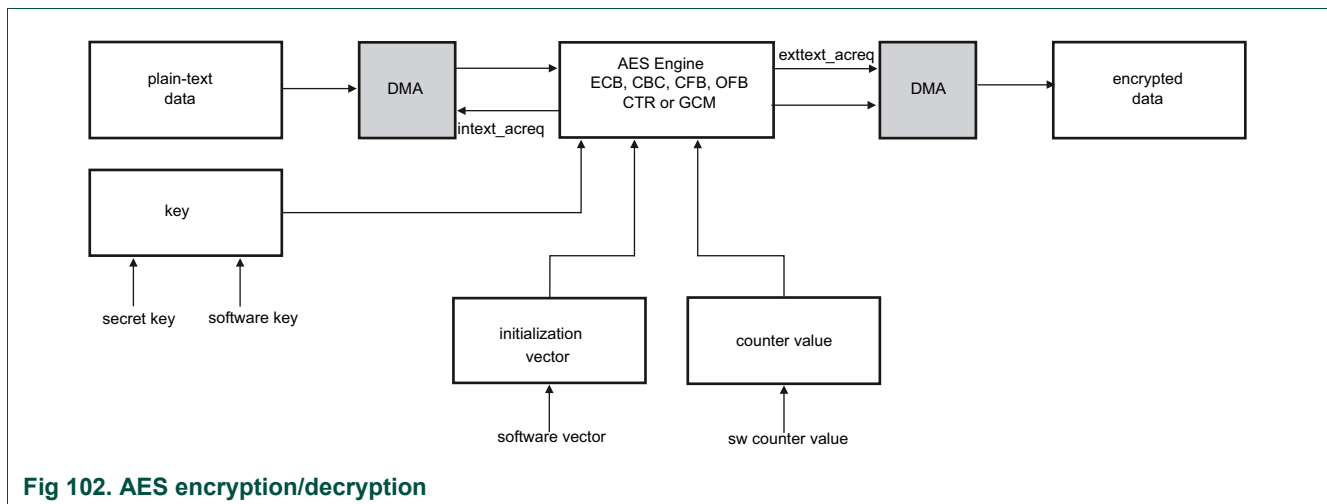 plain-text
data
DMA
AES Engine
ECB, CBC, CFB, OFB
CTR or GCM
intext_acreq
exttext_acreq
DMA
encrypted
data
key
secret key
software key
initialization
vector
counter value
software vector
sw counter value
Fig 102. AES encryption/decryption